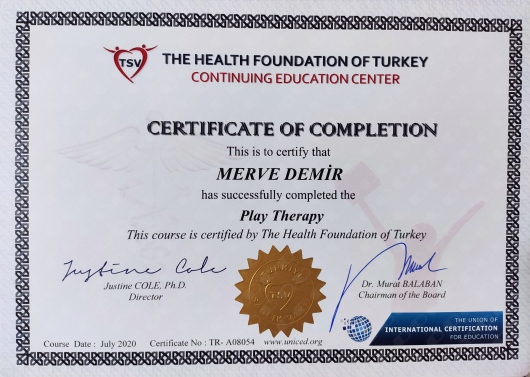 TSV
THE HEALTH FOUNDATION OF TURKEY
CONTINUING EDUCATION CENTER
CERTIFICATE OF COMPLETION
This is to certify that
MERVE DEMİR
has successfully completed the
Play Therapy
This course is certified by The Health Foundation of Turkey
Justine Cole
Justine COLE, Ph.D.
Director
TSV
Dr. Murat BALABAN
Chairman of the Board
THE UNION OF
INTERNATIONAL CERTIFICATION
FOR EDUCATION
Course Date : July 2020 Certificate No : TR- A08054 www.uniced.org